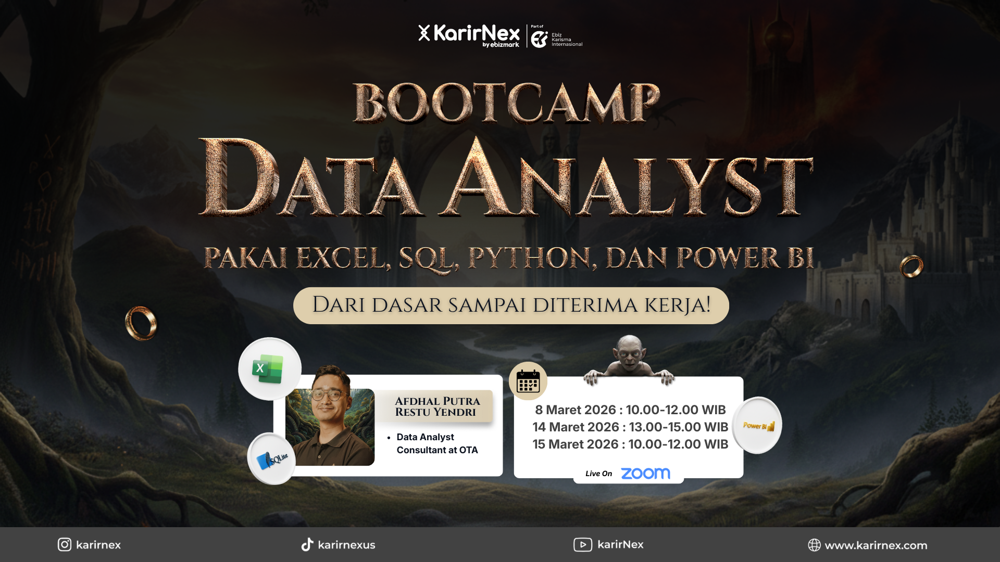 KarirNex
by ebizmark
Part of
Ebiz
Karisma
Internasional
BOOTCAMP
DATA ANALYST
PAKAI EXCEL, SQL, PYTHON, DAN POWER BI
DARI DASAR SAMPAI DITERIMA KERJA!
X
SQLite
AFDHAL PUTRA
RESTU YENDRI
• Data Analyst
Consultant at OTA
8 Maret 2026 : 10.00-12.00 WIB
14 Maret 2026 : 13.00-15.00 WIB
15 Maret 2026 : 10.00-12.00 WIB
Live On zoom
Power BI
karirnex
karirnexus
karirNex
www.karirnex.com